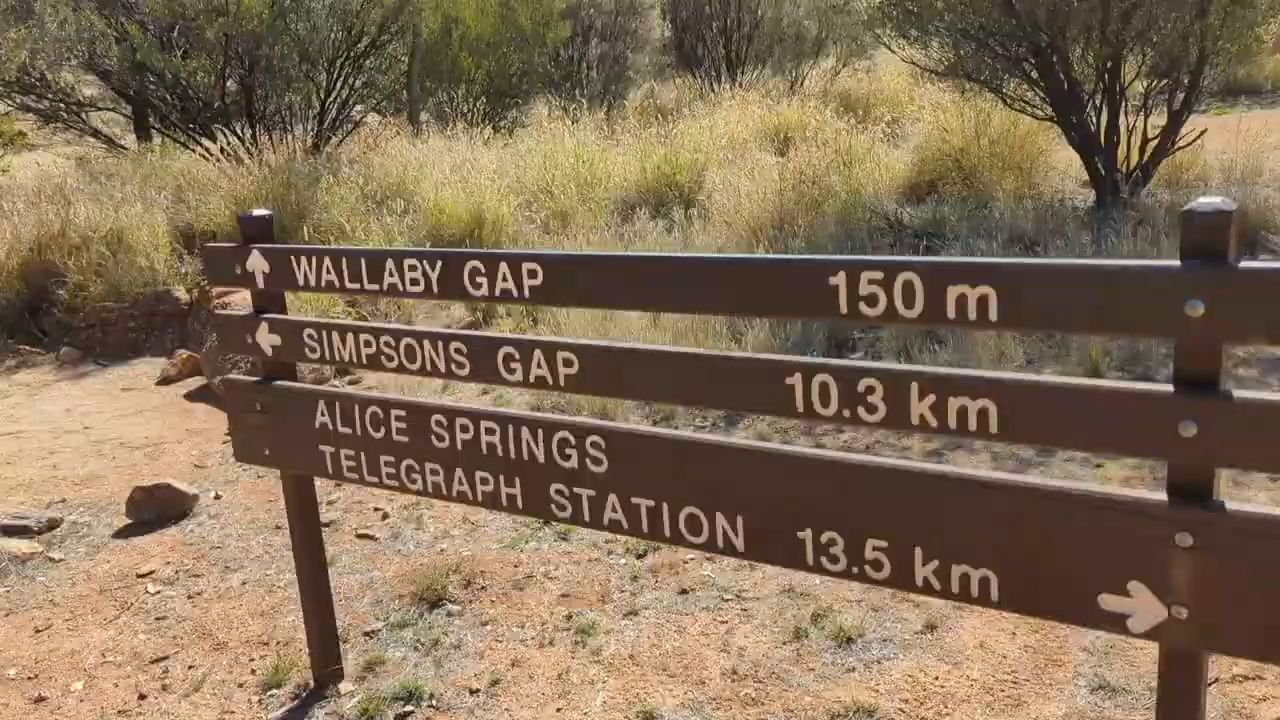 WALLABY GAP 150 m
SIMPSONS GAP 10.3 km
ALICE SPRINGS
TELEGRAPH STATION 13.5 km